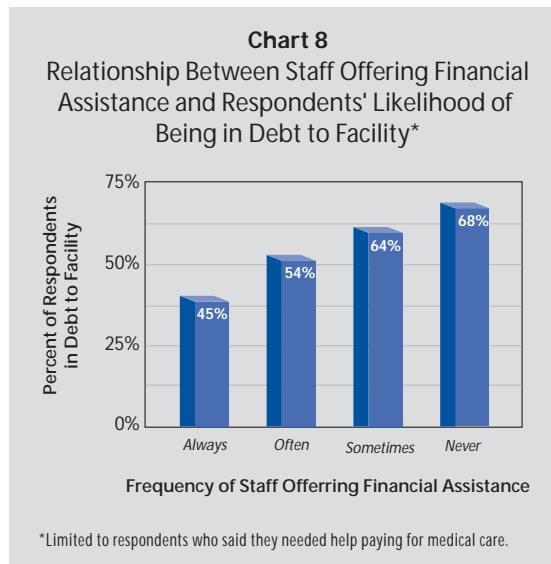 Chart 8
Relationship Between Staff Offering Financial
Assistance and Respondents' Likelihood of
Being in Debt to Facility*
Percent of Respondents
in Debt to Facility
75%
50%
25%
0%
45%
54%
64%
68%
Always Often Sometimes Never
Frequency of Staff Offerring Financial Assistance
*Limited to respondents who said they needed help paying for medical care.